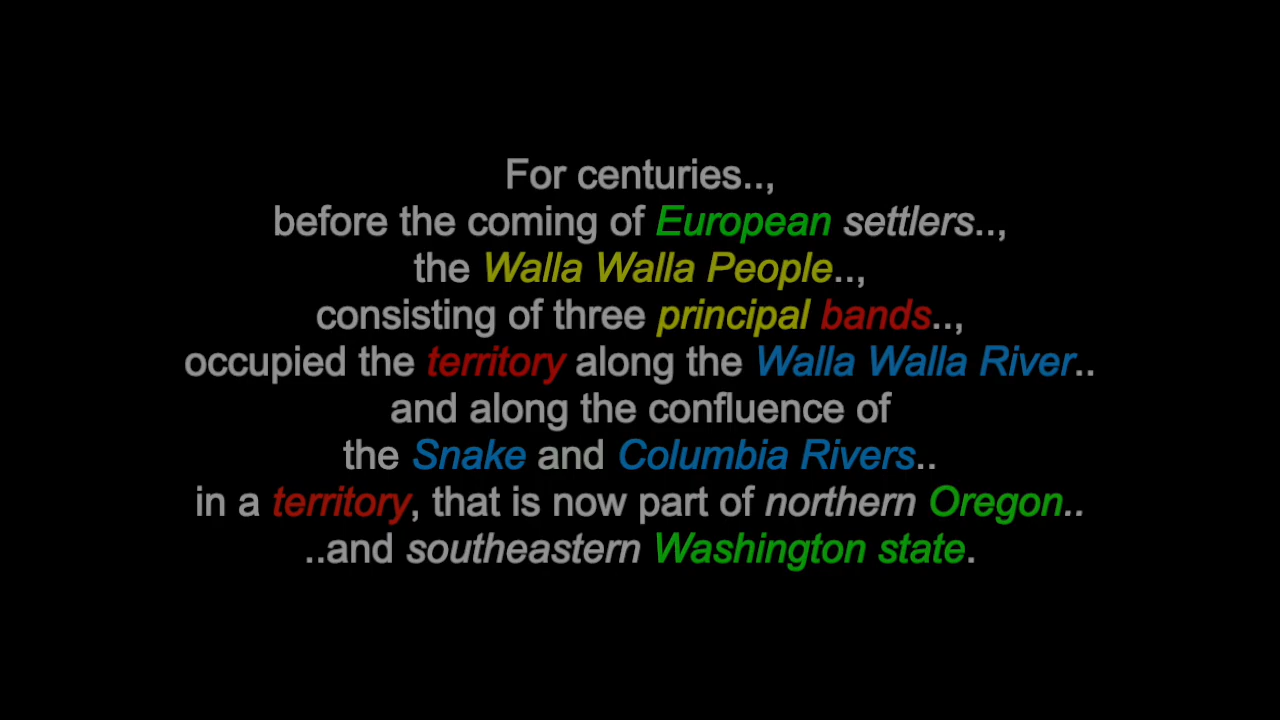 For centuries..,
before the coming of European settlers..,
the Walla Walla People..,
consisting of three principal bands..,
occupied the territory along the Walla Walla River..
and along the confluence of
the Snake and Columbia Rivers..
in a territory, that is now part of northern Oregon..
..and southeastern Washington state.